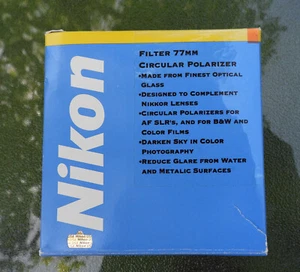 Nikon
Filter 77mm
Circular Polarizer
•Made from Finest Optical
Glass
•Designed to Complement
Nikkor Lenses
•Circular Polarizers for
AF SLR's, and for B&W and
Color Films
•Darken Sky in Color
Photography
•Reduce Glare from Water
and Metalic Surfaces